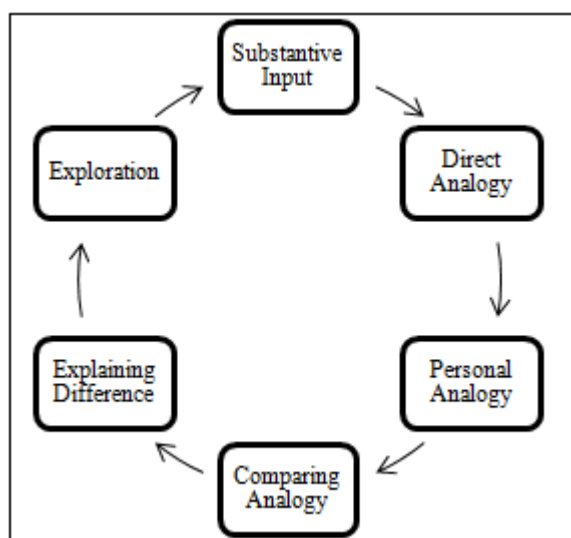 Substantive
Input
Direct
Analogy
Personal
Analogy
Comparing
Analogy
Explaining
Difference
Exploration